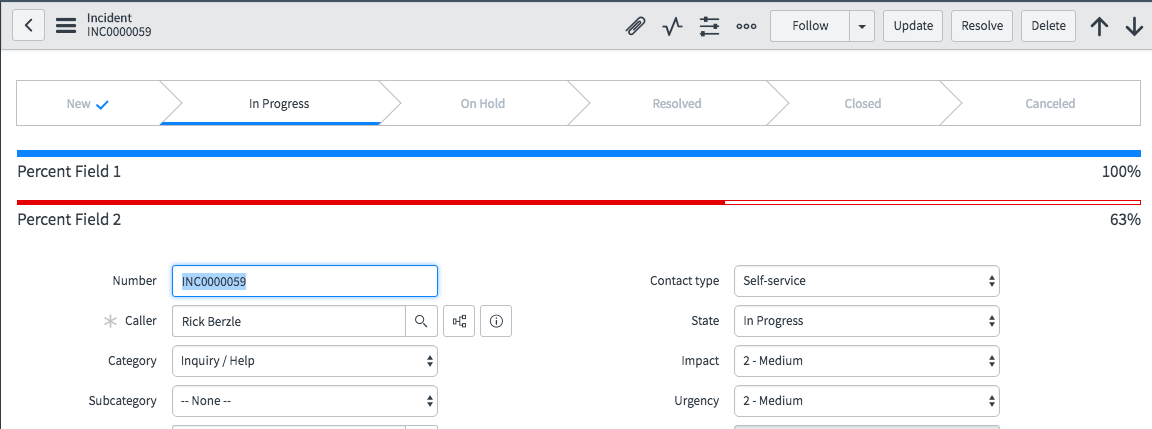 Incident
INC0000059
Follow Update Resolve Delete
New In Progress On Hold Resolved Closed Canceled
Percent Field 1 100%
Percent Field 2 63%
Number INC0000059 Contact type Self-service
Caller Rick Berzle State In Progress
Category Inquiry / Help Impact 2 - Medium
Subcategory -- None -- Urgency 2 - Medium